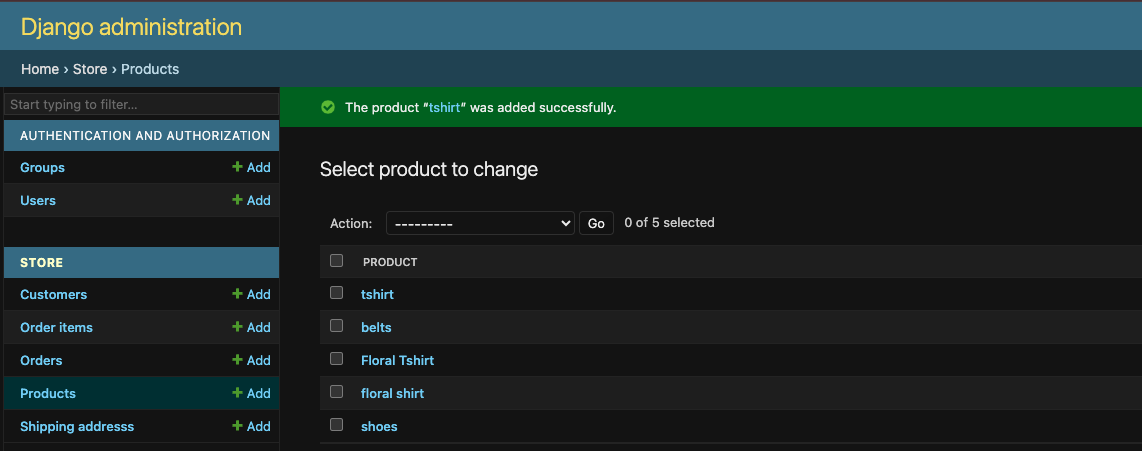 Django administration
Home › Store › Products
Start typing to filter...
AUTHENTICATION AND AUTHORIZATION
Groups + Add
Users + Add
STORE
Customers + Add
Order items + Add
Orders + Add
Products + Add
Shipping addresss + Add
The product “tshirt” was added successfully.
Select product to change
Action: --------- Go 0 of 5 selected
PRODUCT
tshirt
belts
Floral Tshirt
floral shirt
shoes